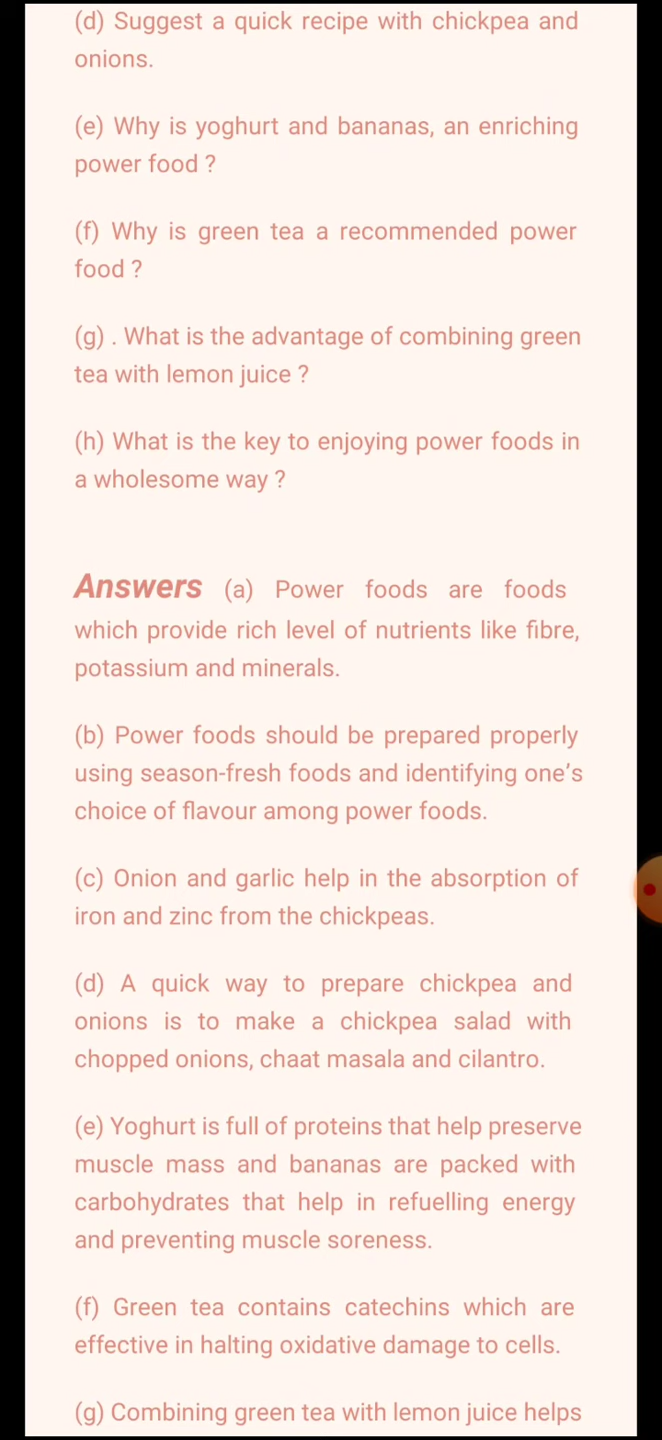 (d) Suggest a quick recipe with chickpea and
onions.
(e) Why is yoghurt and bananas, an enriching
power food ?
(f) Why is green tea a recommended power
food ?
(g) . What is the advantage of combining green
tea with lemon juice ?
(h) What is the key to enjoying power foods in
a wholesome way ?
Answers (a) Power foods are foods
which provide rich level of nutrients like fibre,
potassium and minerals.
(b) Power foods should be prepared properly
using season-fresh foods and identifying one’s
choice of flavour among power foods.
(c) Onion and garlic help in the absorption of
iron and zinc from the chickpeas.
(d) A quick way to prepare chickpea and
onions is to make a chickpea salad with
chopped onions, chaat masala and cilantro.
(e) Yoghurt is full of proteins that help preserve
muscle mass and bananas are packed with
carbohydrates that help in refuelling energy
and preventing muscle soreness.
(f) Green tea contains catechins which are
effective in halting oxidative damage to cells.
(g) Combining green tea with lemon juice helps